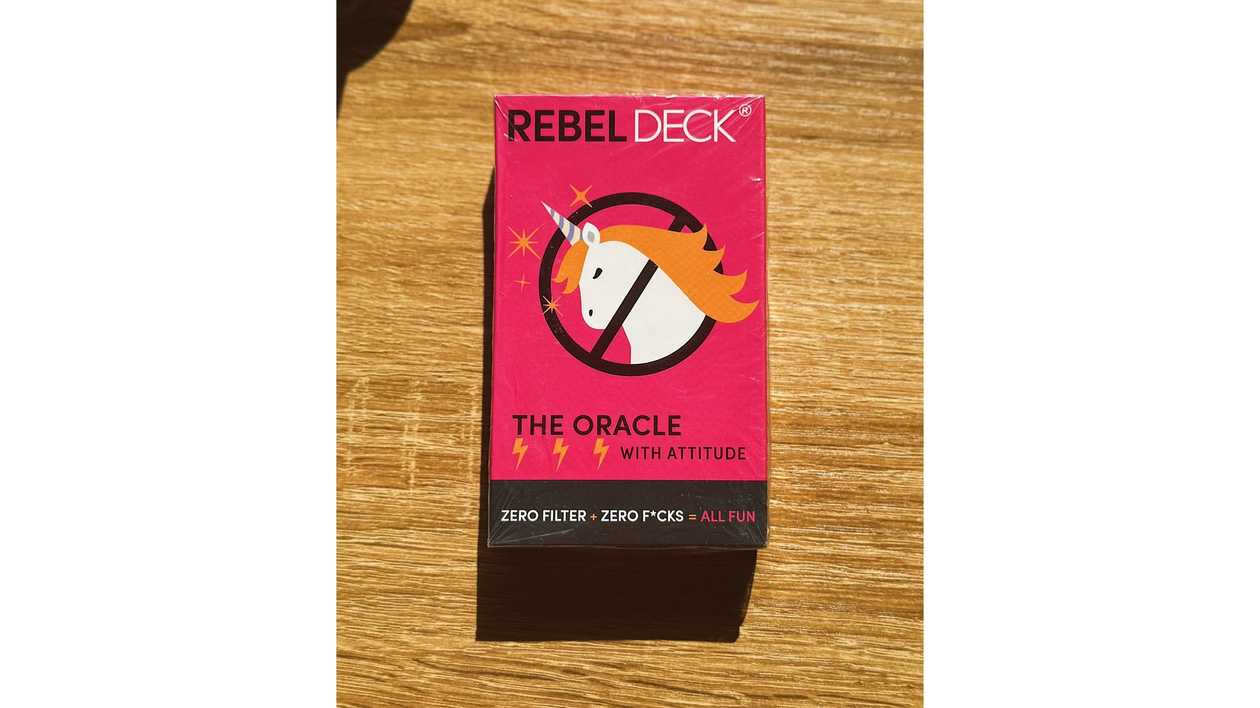 REBEL DECK®
THE ORACLE
WITH ATTITUDE
ZERO FILTER + ZERO F*CKS = ALL FUN